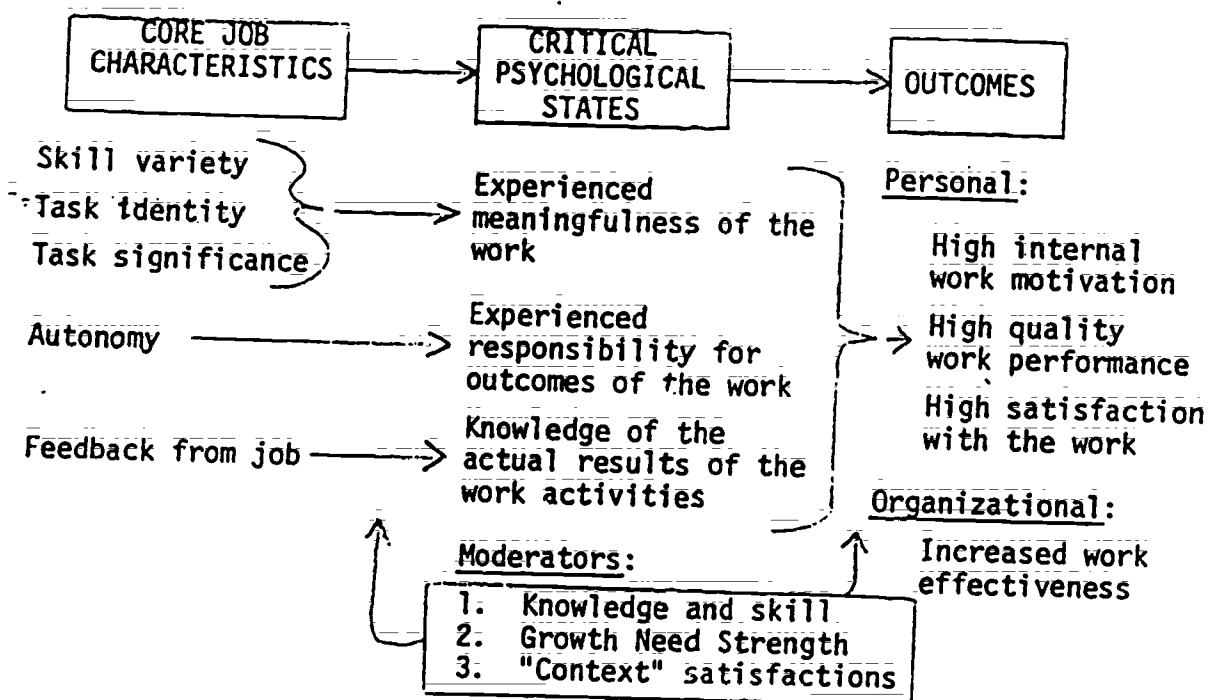 CORE JOB
CHARACTERISTICS
CRITICAL
PSYCHOLOGICAL
STATES
OUTCOMES
Skill variety
Task identity
Task significance
Experienced
meaningfulness of the
work
Autonomy
Experienced
responsibility for
outcomes of the work
Feedback from job
Knowledge of the
actual results of the
work activities
Personal:
High internal
work motivation
High quality
work performance
High satisfaction
with the work
Organizational:
Increased work
effectiveness
Moderators:
1. Knowledge and skill
2. Growth Need Strength
3. "Context" satisfactions